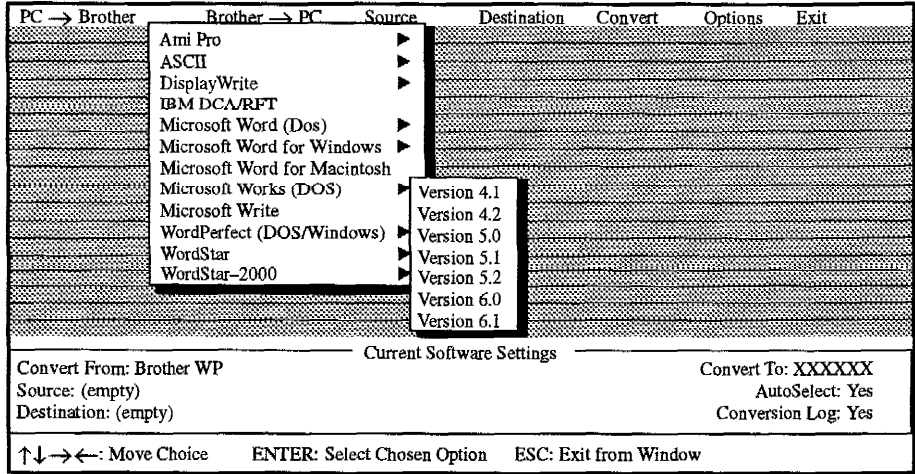 PC → Brother Brother → PC Source Destination Convert Options Exit
Ami Pro ►
ASCII ►
DisplayWrite ►
IBM DCA/RFT
Microsoft Word (Dos) ►
Microsoft Word for Windows ►
Microsoft Word for Macintosh
Microsoft Works (DOS) ►
Microsoft Write
WordPerfect (DOS/Windows) ►
WordStar ►
WordStar–2000 ►
Version 4.1
Version 4.2
Version 5.0
Version 5.1
Version 5.2
Version 6.0
Version 6.1
Current Software Settings
Convert From: Brother WP
Source: (empty)
Destination: (empty)
Convert To: XXXXXX
AutoSelect: Yes
Conversion Log: Yes
↑↓→←: Move Choice ENTER: Select Chosen Option ESC: Exit from Window